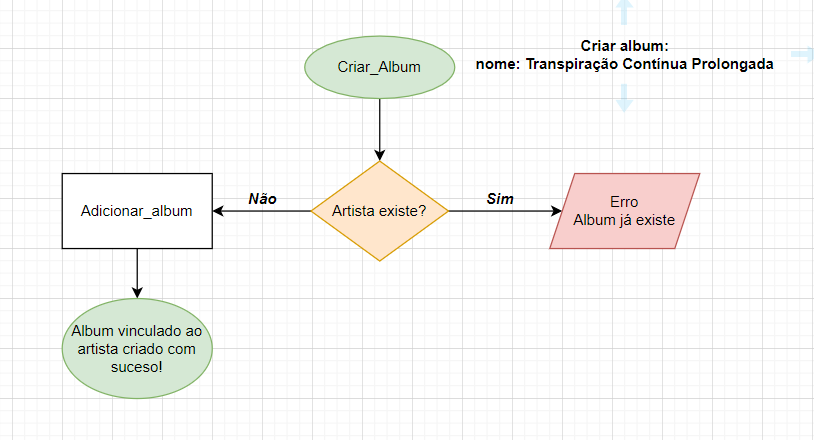 Criar album:
nome: Transpiração Contínua Prolongada
Criar_Album
Não
Artista existe?
Sim
Adicionar_album
Erro
Album já existe
Album vinculado ao
artista criado com
suceso!